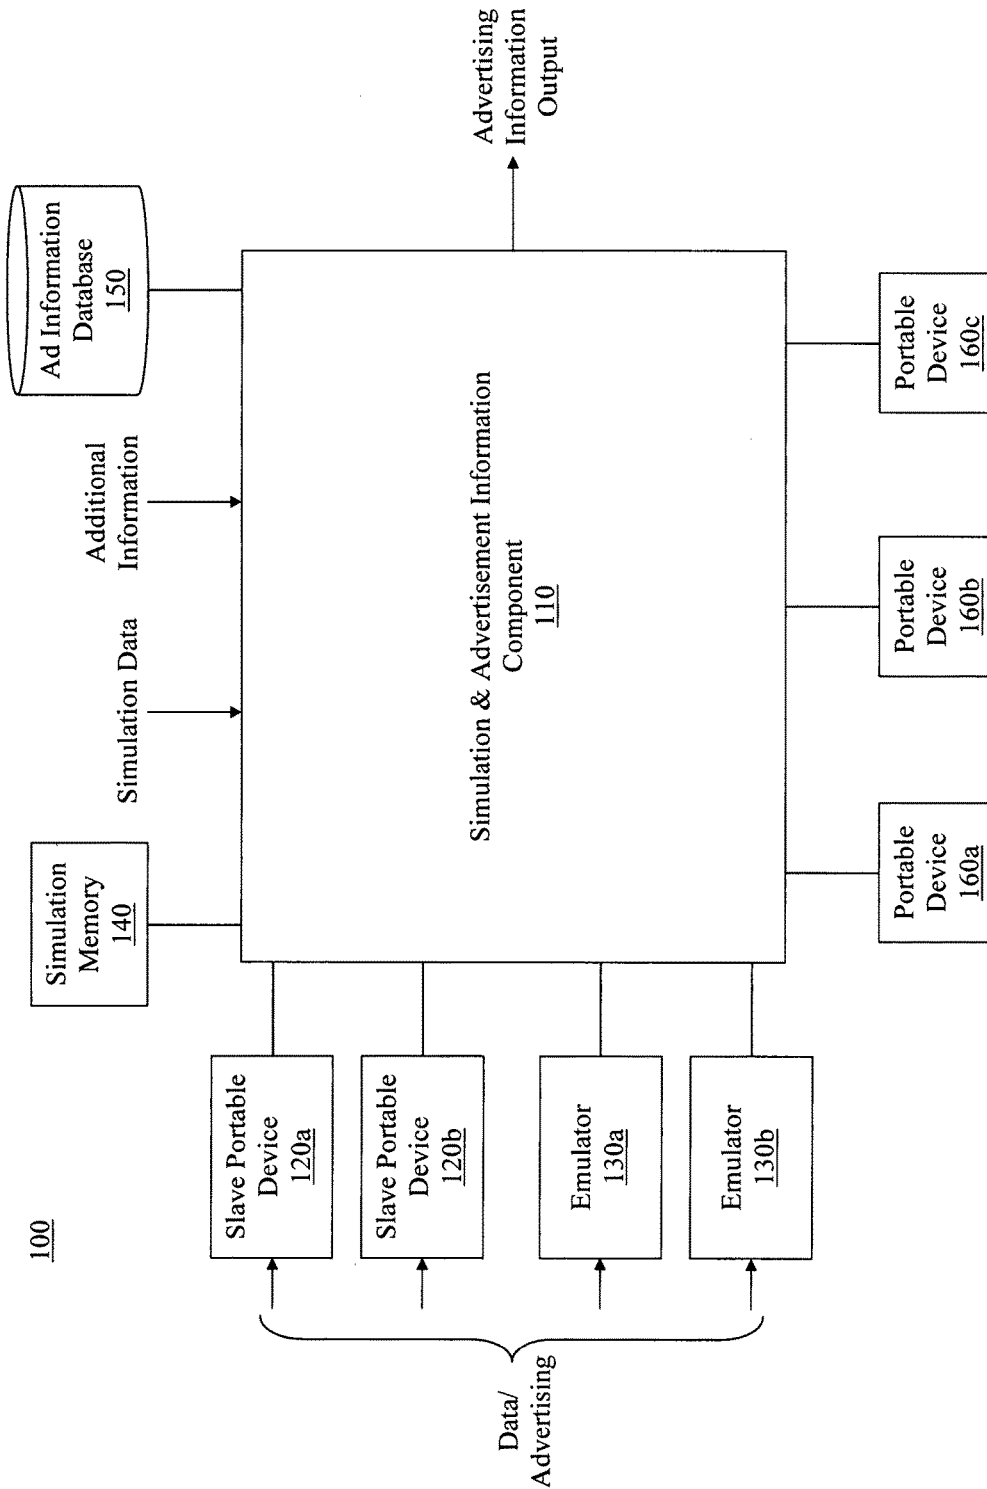 100
Simulation
Memory
140
Simulation Data
Additional
Information
Ad Information
Database
150
Data/
Advertising
Slave Portable
Device
120a
Slave Portable
Device
120b
Emulator
130a
Emulator
130b
Simulation & Advertisement Information
Component
110
Advertising
Information
Output
Portable
Device
160a
Portable
Device
160b
Portable
Device
160c